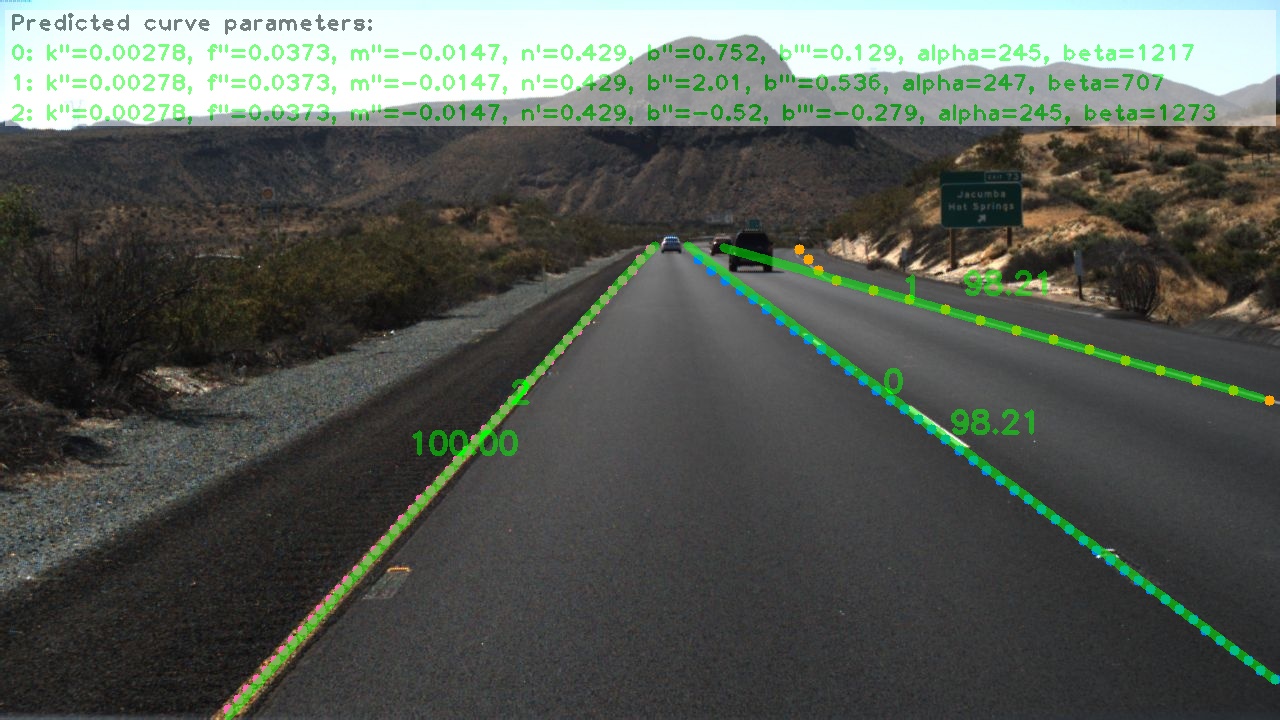 Predicted curve parameters:
0: k''=0.00278, f''=0.0373, m''=-0.0147, n'=0.429, b''=0.752, b'''=0.129, alpha=245, beta=1217
1: k''=0.00278, f''=0.0373, m''=-0.0147, n'=0.429, b''=2.01, b'''=0.536, alpha=247, beta=707
2: k''=0.00278, f''=0.0373, m''=-0.0147, n'=0.429, b''=-0.52, b'''=-0.279, alpha=245, beta=1273
EXIT 73
Jacumba
Hot Springs
1 98.21
0
98.21
2
100.00